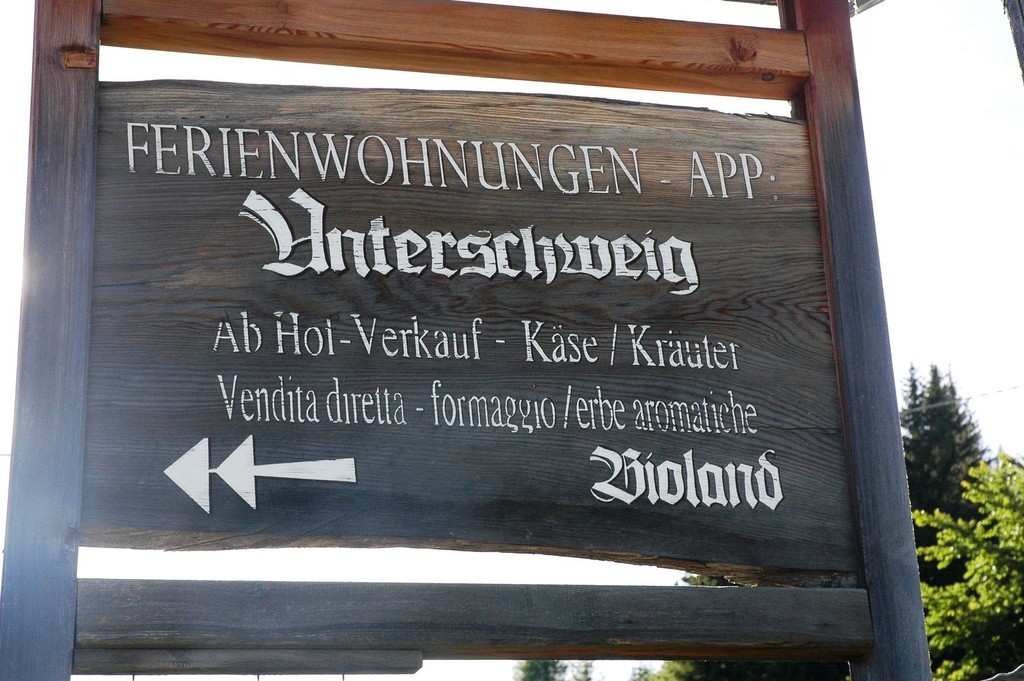 FERIENWOHNUNGEN - APP.
Unterschweig
Ab Hof-Verkauf - Käse / Kräuter
Vendita diretta - formaggio / erbe aromatiche
Bioland